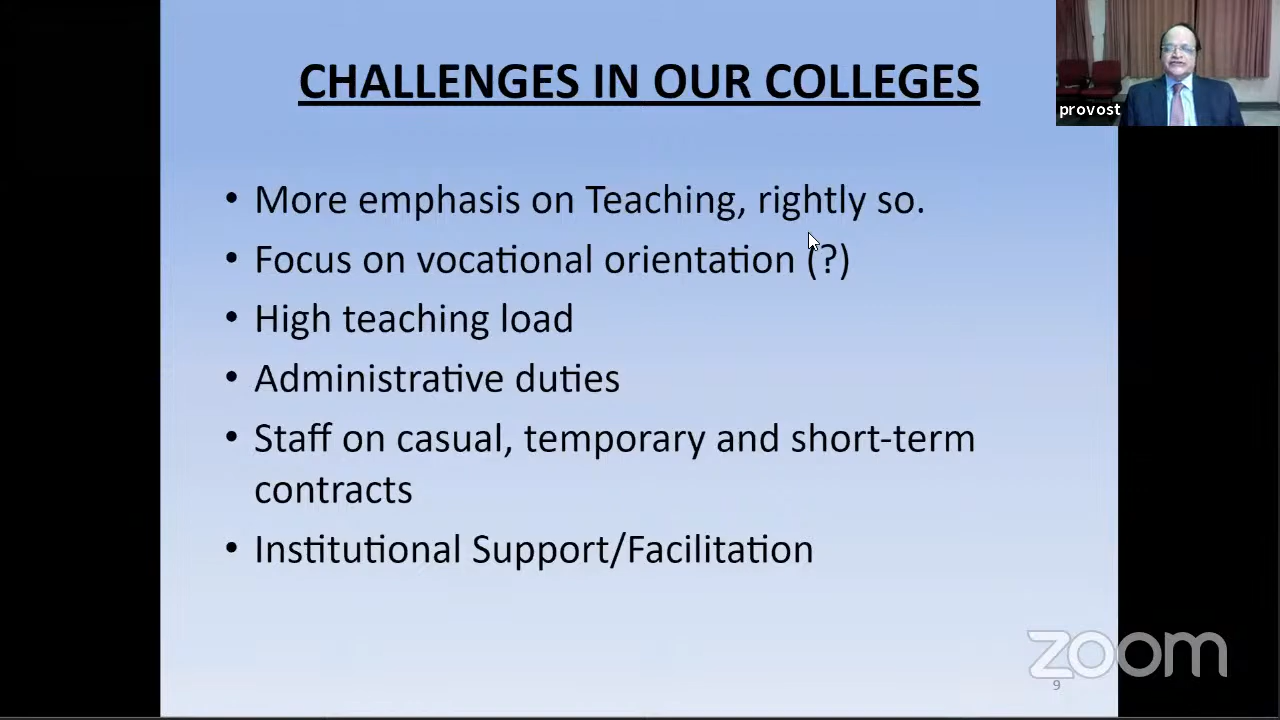 CHALLENGES IN OUR COLLEGES
provost
• More emphasis on Teaching, rightly so.
• Focus on vocational orientation (?)
• High teaching load
• Administrative duties
• Staff on casual, temporary and short-term
contracts
• Institutional Support/Facilitation
zoom
9